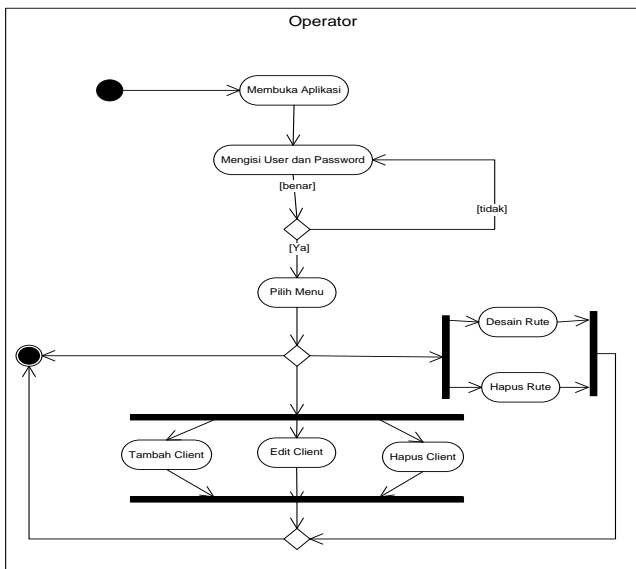 Operator
Membuka Aplikasi
Mengisi User dan Password
[benar]
[tidak]
[Ya]
Pilih Menu
Desain Rute
Hapus Rute
Tambah Client
Edit Client
Hapus Client